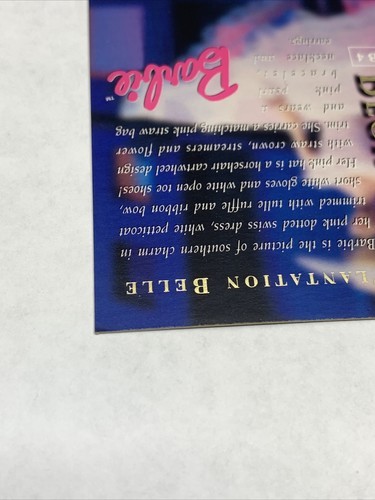 LANTATION BELLE
Barbie is the picture of southern charm in
her pink dotted swiss dress, white petticoat
trimmed with tulle ruffle and ribbon bow,
short white gloves and white open toe shoes!
Her pink hat is a horsehair cartwheel design
with straw crown, streamers and flower
trim. She carries a matching pink straw bag
and wears a
pink pearl
bracelet,
necklace and
earrings.
Barbie™